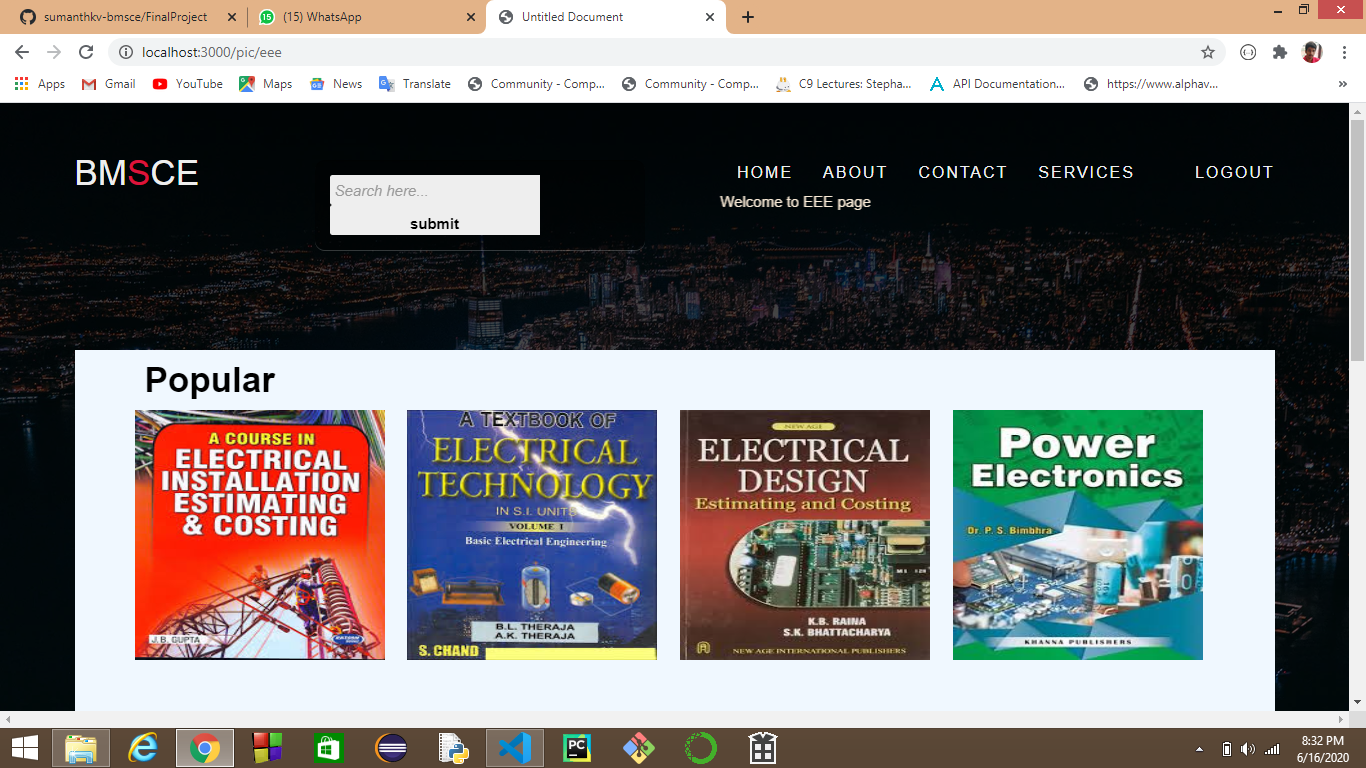 sumanthkv-bmsce/FinalProject
(15) WhatsApp
Untitled Document
localhost:3000/pic/eee
Apps
Gmail
YouTube
Maps
News
Translate
Community - Comp...
Community - Comp...
C9 Lectures: Stepha...
API Documentation...
https://www.alphav...
»
BMSCE
Search here...
submit
HOME
ABOUT
CONTACT
SERVICES
LOGOUT
Welcome to EEE page
Popular
A COURSE IN
ELECTRICAL
INSTALLATION
ESTIMATING
& COSTING
J.B. GUPTA
A TEXTBOOK OF
ELECTRICAL
TECHNOLOGY
IN S.I. UNITS
VOLUME I
Basic Electrical Engineering
B.L. THERAJA
A.K. THERAJA
S. CHAND
NEW AGE
ELECTRICAL
DESIGN
Estimating and Costing
K.B. RAINA
S.K. BHATTACHARYA
NEW AGE INTERNATIONAL PUBLISHERS
Power
Electronics
Dr. P. S. Bimbhra
KHANNA PUBLISHERS
PC
8:32 PM
6/16/2020